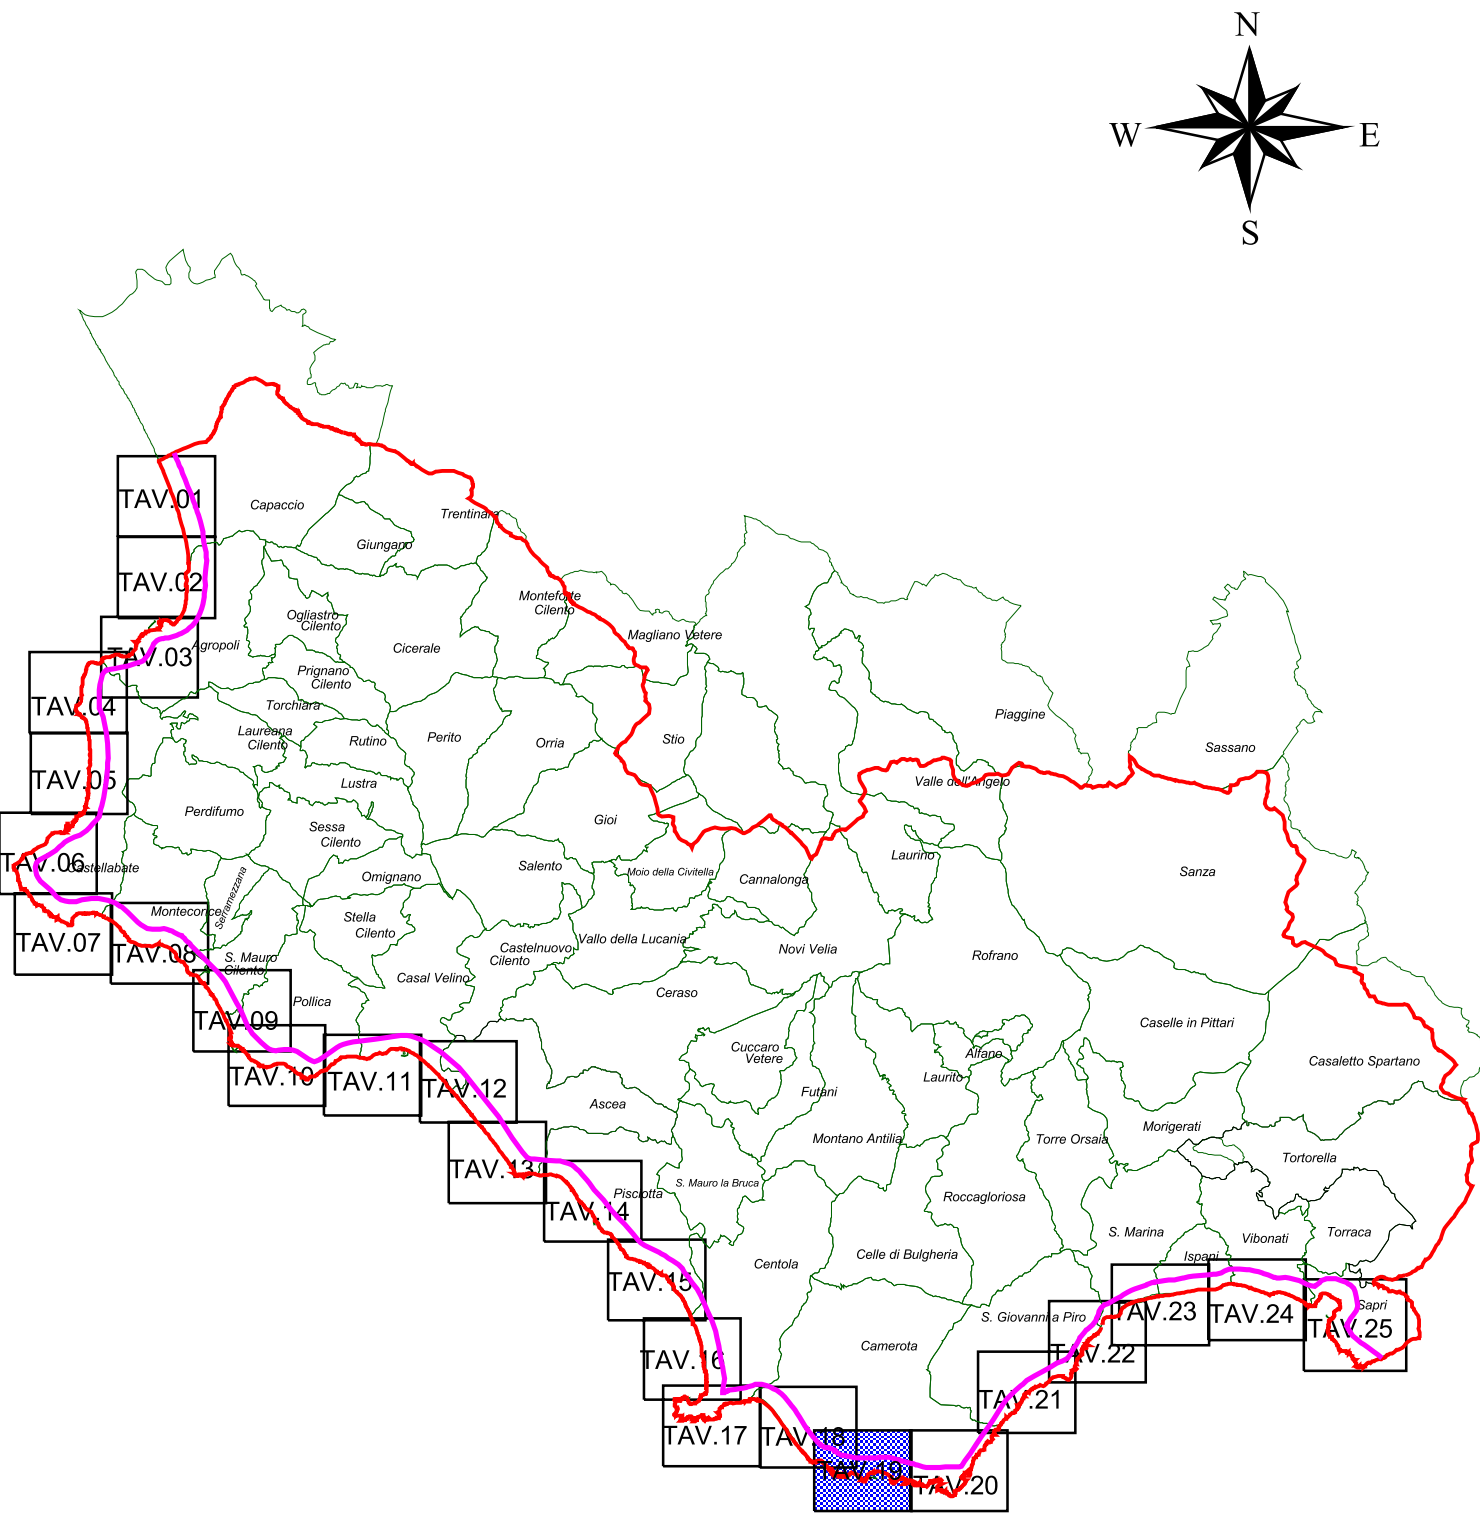 N
W
E
S
TAV.01
Capaccio
Trentinara
Giungano
TAV.02
Monteforte
Cilento
Ogliastro
Cilento
Magliano Vetere
Agropoli
Cicerale
TAV.03
Prignano
Cilento
TAV.04
Torchiara
Piaggine
Laureana
Cilento
Rutino
Perito
Orria
Stio
Sassano
TAV.05
Lustra
Valle dell'Angelo
Perdifumo
Sessa
Cilento
Gioi
TAV.06
Castellabate
Laurino
Salento
Moio della Civitella
Cannalonga
Sanza
Omignano
Serramezzana
Montecorice
Stella
Cilento
TAV.07
TAV.08
S. Mauro
Cilento
Castelnuovo
Cilento
Vallo della Lucania
Novi Velia
Rofrano
Casal Velino
Ceraso
Pollica
TAV.09
Caselle in Pittari
Cuccaro
Vetere
Alfano
Casaletto Spartano
TAV.10
TAV.11
TAV.12
Laurito
Futani
Ascea
Montano Antilia
Torre Orsaia
Morigerati
Tortorella
TAV.13
S. Mauro la Bruca
Pisciotta
Roccagloriosa
TAV.14
S. Marina
Vibonati
Torraca
Ispani
Celle di Bulgheria
Centola
TAV.15
Sapri
TAV.23
TAV.24
TAV.25
S. Giovanni a Piro
Camerota
TAV.22
TAV.16
TAV.21
TAV.17
TAV.18
TAV.19
TAV.20